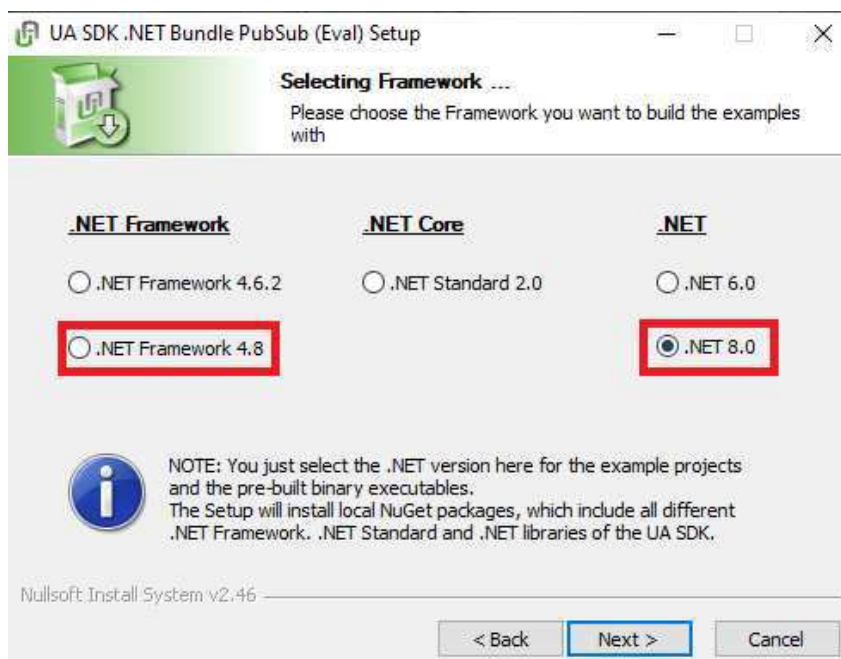 UA SDK .NET Bundle PubSub (Eval) Setup
Selecting Framework ...
Please choose the Framework you want to build the examples
with
.NET Framework
.NET Core
.NET
.NET Framework 4.6.2
.NET Standard 2.0
.NET 6.0
.NET Framework 4.8
.NET 8.0
NOTE: You just select the .NET version here for the example projects
and the pre-built binary executables.
The Setup will install local NuGet packages, which include all different
.NET Framework. .NET Standard and .NET libraries of the UA SDK.
Nullsoft Install System v2.46
< Back
Next >
Cancel